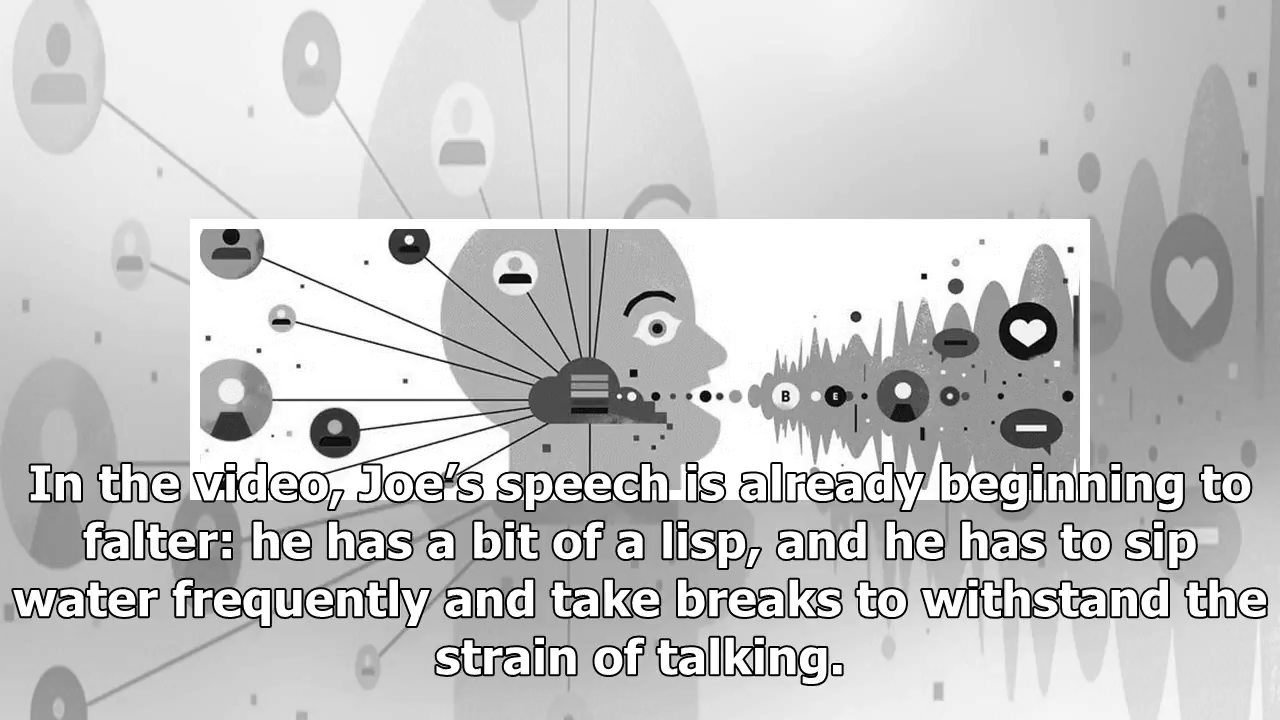 B
E
In the video, Joe’s speech is already beginning to
falter: he has a bit of a lisp, and he has to sip
water frequently and take breaks to withstand the
strain of talking.